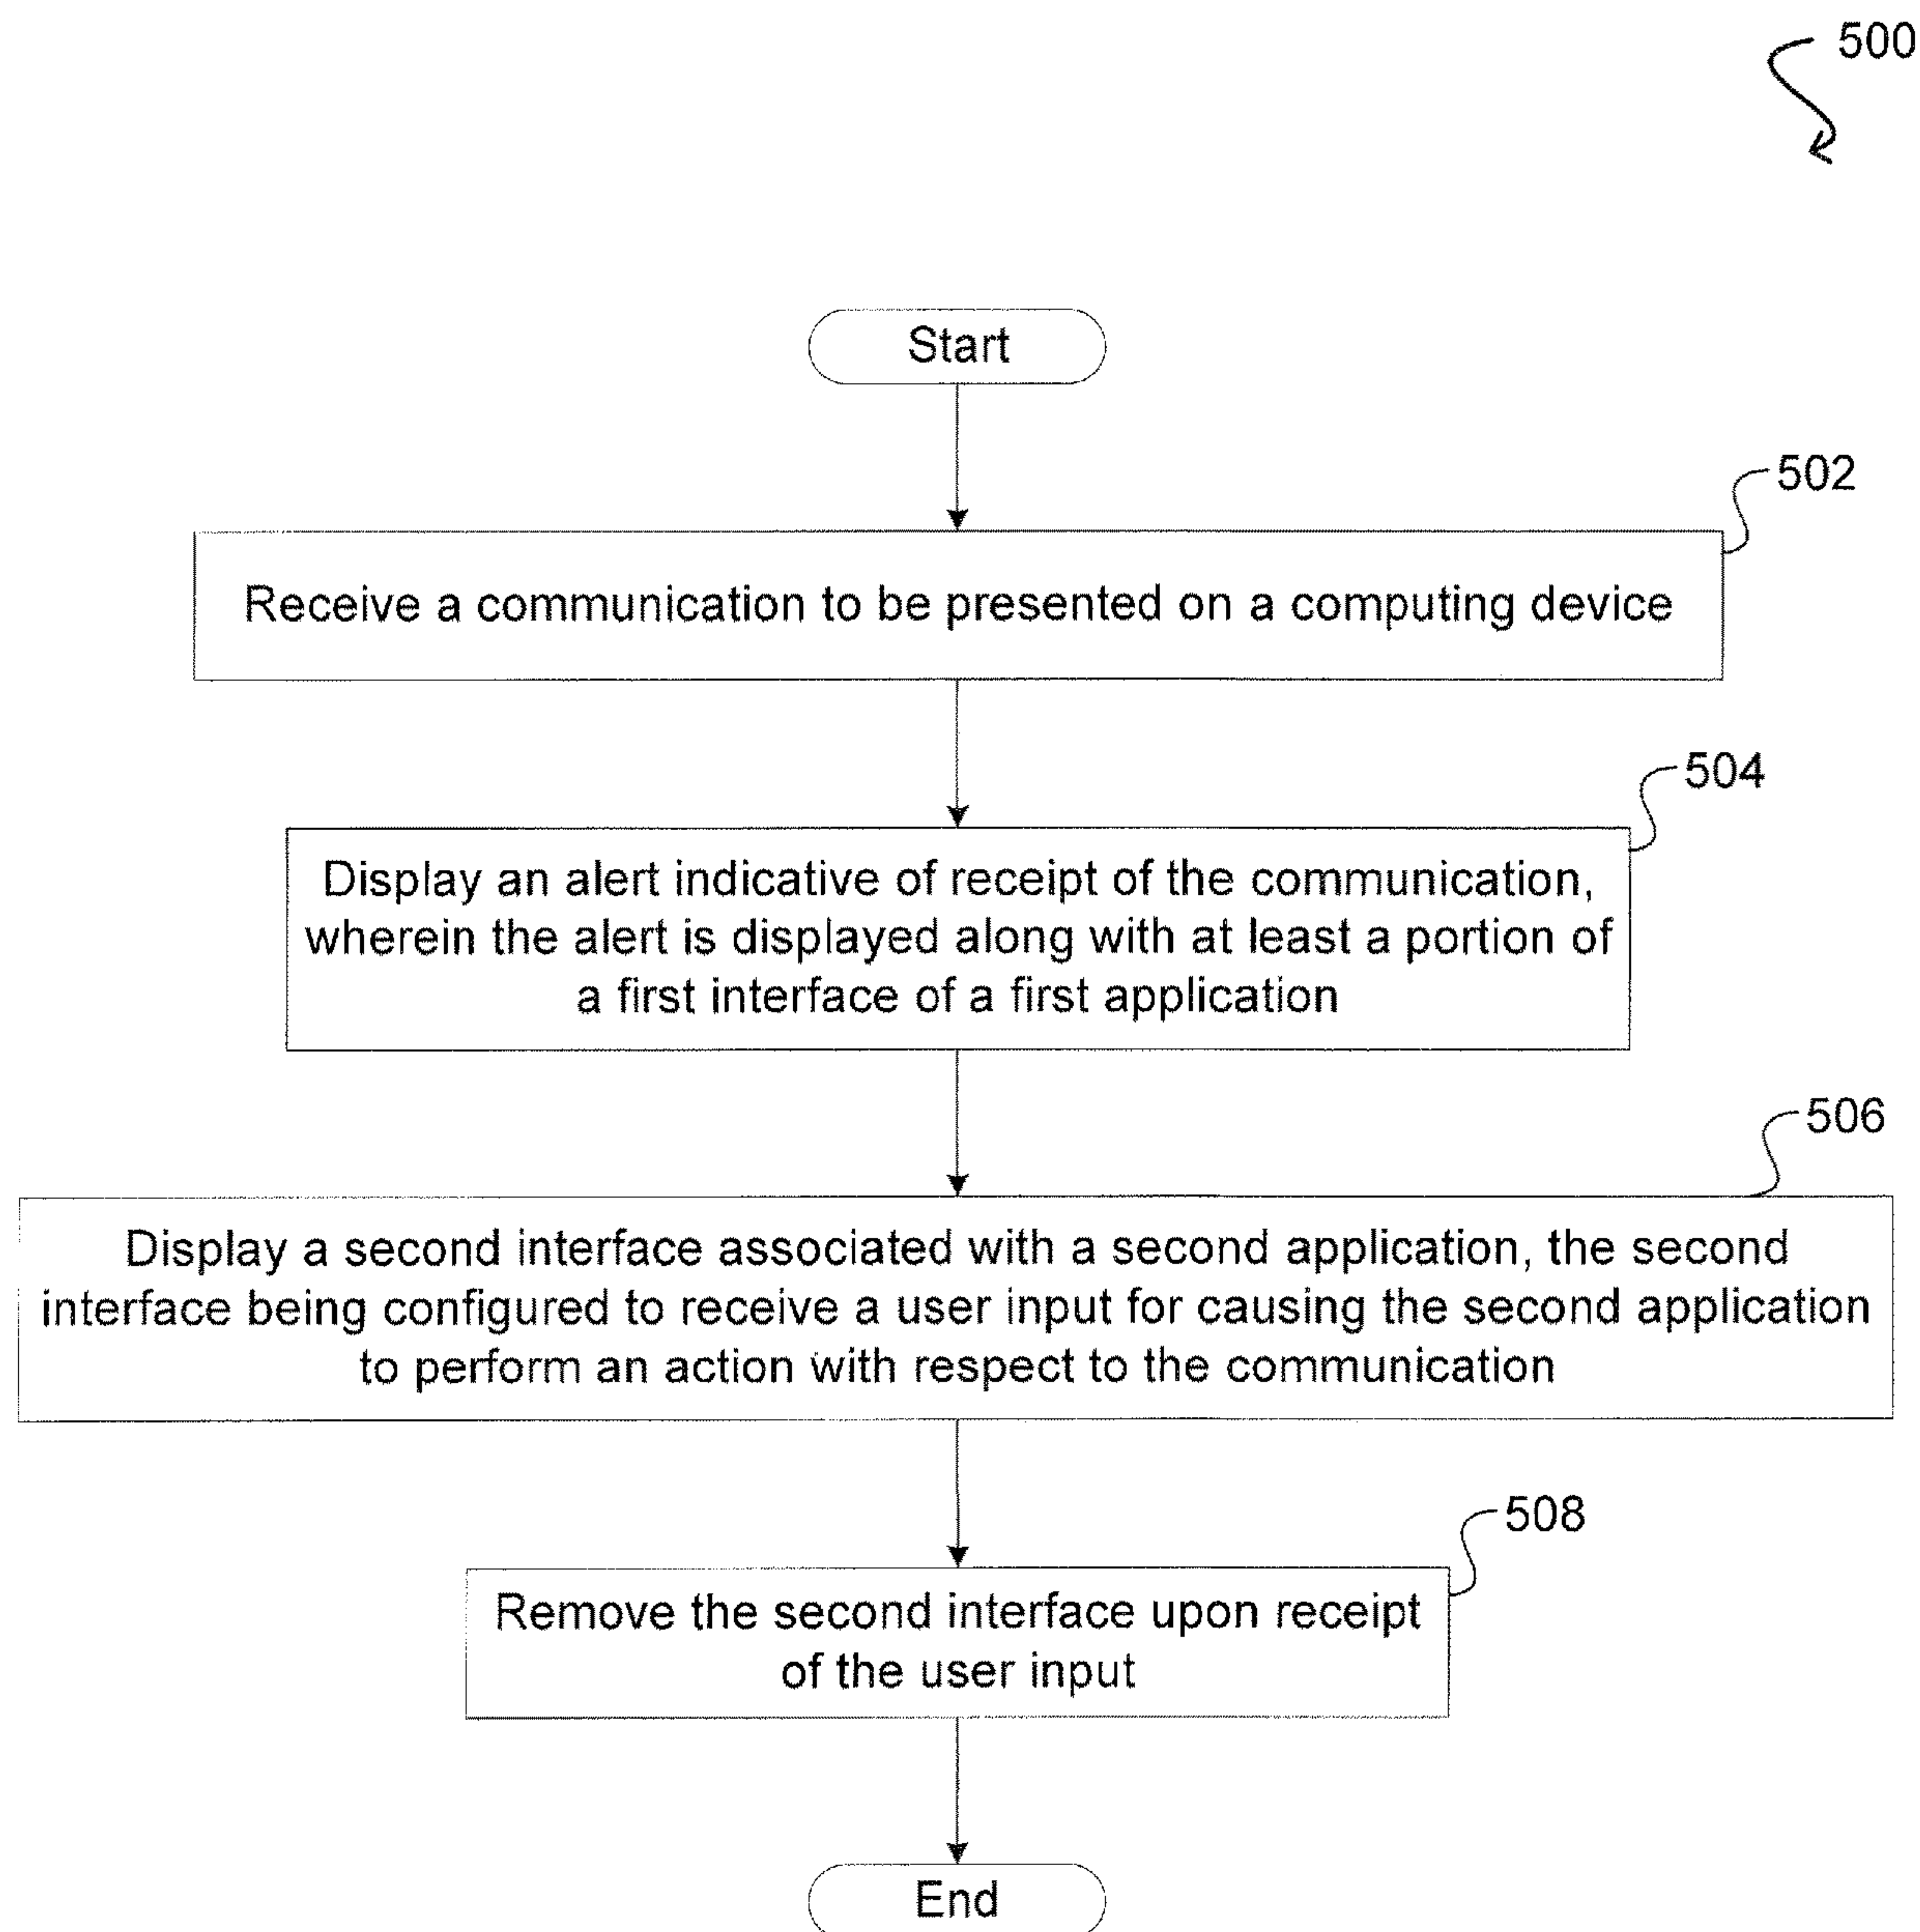 500
Start
502
Receive a communication to be presented on a computing device
504
Display an alert indicative of receipt of the communication,
wherein the alert is displayed along with at least a portion of
a first interface of a first application
506
Display a second interface associated with a second application, the second
interface being configured to receive a user input for causing the second application
to perform an action with respect to the communication
508
Remove the second interface upon receipt
of the user input
End